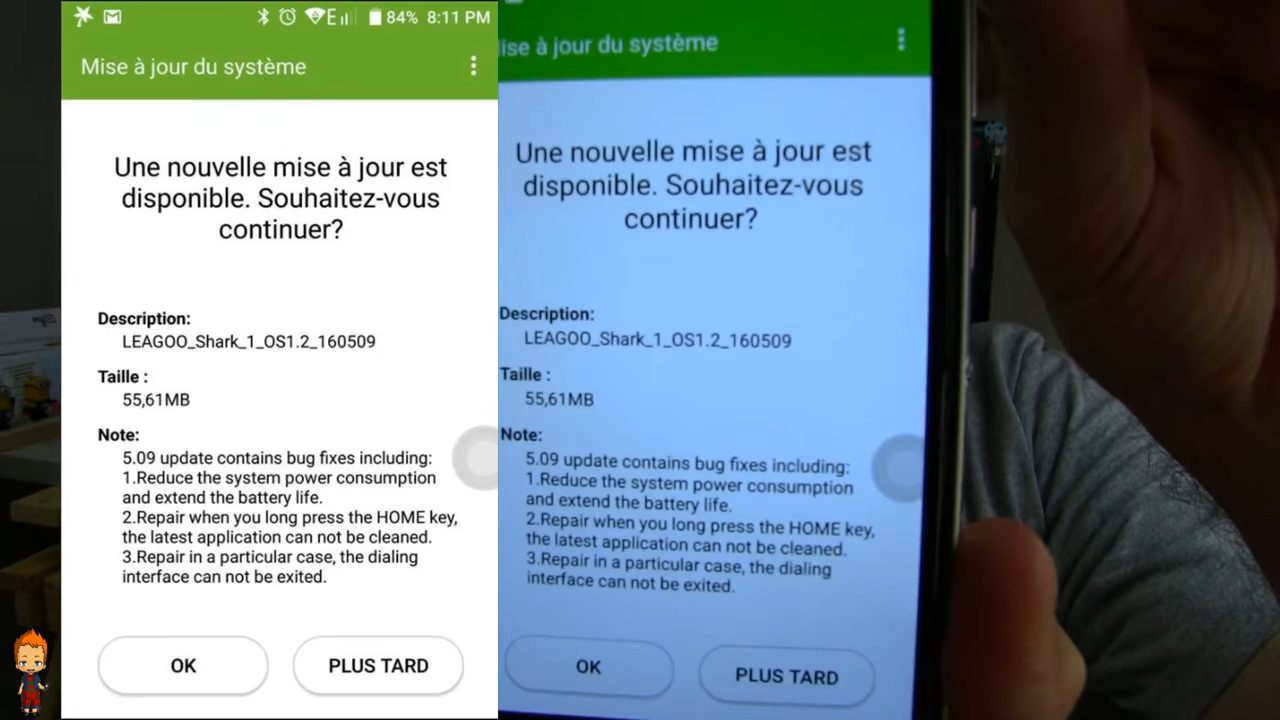 E
84%
8:11 PM
Mise à jour du système
Une nouvelle mise à jour est
disponible. Souhaitez-vous
continuer?
Description:
LEAGOO_Shark_1_OS1.2_160509
Taille :
55,61MB
Note:
5.09 update contains bug fixes including:
1.Reduce the system power consumption
and extend the battery life.
2.Repair when you long press the HOME key,
the latest application can not be cleaned.
3.Repair in a particular case, the dialing
interface can not be exited.
OK
PLUS TARD
ise à jour du système
Une nouvelle mise à jour est
disponible. Souhaitez-vous
continuer?
Description:
LEAGOO_Shark_1_OS1.2_160509
Taille :
55,61MB
Note:
5.09 update contains bug fixes including:
1.Reduce the system power consumption
and extend the battery life.
2.Repair when you long press the HOME key,
the latest application can not be cleaned.
3.Repair in a particular case, the dialing
interface can not be exited.
OK
PLUS TARD